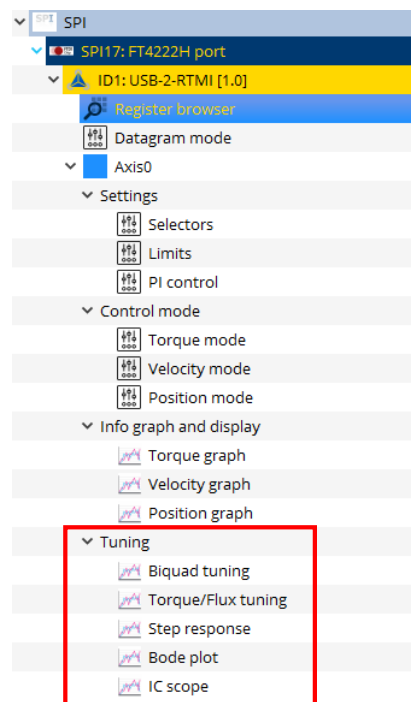 SPI SPI
SPI17: FT4222H port
ID1: USB-2-RTMI [1.0]
Register browser
Datagram mode
Axis0
Settings
Selectors
Limits
PI control
Control mode
Torque mode
Velocity mode
Position mode
Info graph and display
Torque graph
Velocity graph
Position graph
Tuning
Biquad tuning
Torque/Flux tuning
Step response
Bode plot
IC scope